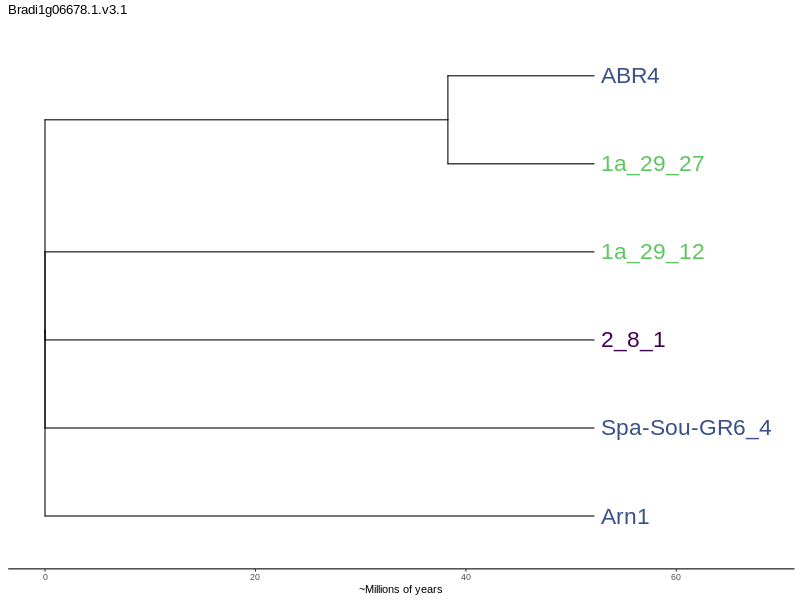 Bradi1g06678.1.v3.1
ABR4
1a_29_27
1a_29_12
2_8_1
Spa-Sou-GR6_4
Arn1
0 20 40 60
~Millions of years